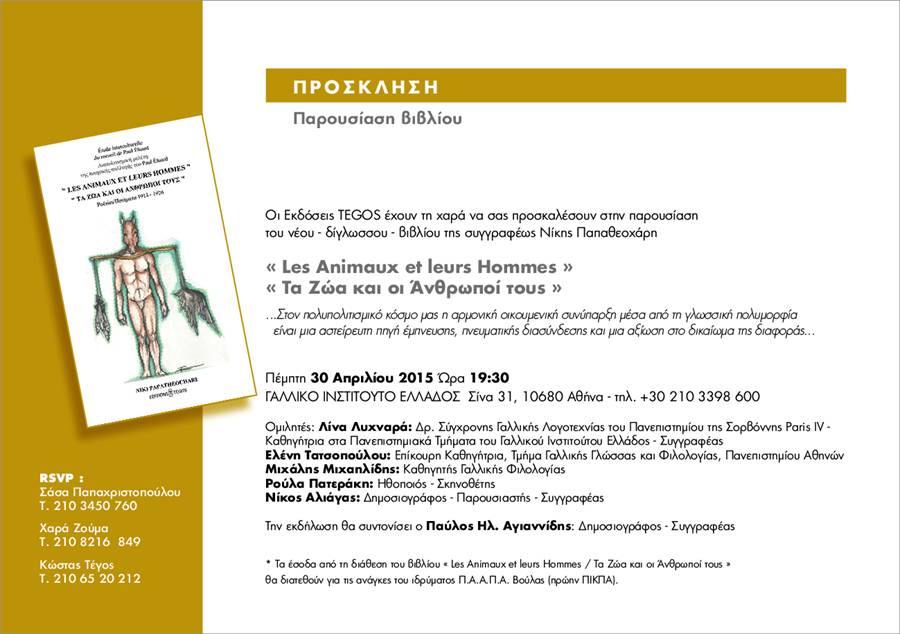 ΠΡΟΣΚΛΗΣΗ
Παρουσίαση βιβλίου
Οι Εκδόσεις TEGOS έχουν τη χαρά να σας προσκαλέσουν στην παρουσίαση
του νέου - δίγλωσσου - βιβλίου της συγγραφέως Νίκης Παπαθεοχάρη
« Les Animaux et leurs Hommes »
« Τα Ζώα και οι Άνθρωποί τους »
...Στον πολυπολιτισμικό κόσμο μας η αρμονική οικουμενική συνύπαρξη μέσα από τη γλωσσική πολυμορφία
είναι μια αστείρευτη πηγή έμπνευσης, πνευματικής διασύνδεσης και μια αξίωση στο δικαίωμα της διαφοράς...
Πέμπτη 30 Απριλίου 2015 Ώρα 19:30
ΓΑΛΛΙΚΟ ΙΝΣΤΙΤΟΥΤΟ ΕΛΛΑΔΟΣ Σίνα 31, 10680 Αθήνα - τηλ. +30 210 3398 600
Ομιλητές: Λίνα Λυχναρά: Δρ. Σύγχρονης Γαλλικής Λογοτεχνίας του Πανεπιστημίου της Σορβόννης Paris IV -
Καθηγήτρια στα Πανεπιστημιακά Τμήματα του Γαλλικού Ινστιτούτου Ελλάδος - Συγγραφέας
Ελένη Τατσοπούλου: Επίκουρη Καθηγήτρια, Τμήμα Γαλλικής Γλώσσας και Φιλολογίας, Πανεπιστημίου Αθηνών
Μιχάλης Μιχαηλίδης: Καθηγητής Γαλλικής Φιλολογίας
Ρούλα Πατεράκη: Ηθοποιός - Σκηνοθέτης
Νίκος Αλιάγας: Δημοσιογράφος - Παρουσιαστής - Συγγραφέας
Την εκδήλωση θα συντονίσει ο Παύλος Ηλ. Αγιαννίδης: Δημοσιογράφος - Συγγραφέας
* Τα έσοδα από τη διάθεση του βιβλίου « Les Animaux et leurs Hommes / Τα Ζώα και οι Άνθρωποί τους »
θα διατεθούν για τις ανάγκες του ιδρύματος Π.Α.Α.Π.Α. Βούλας (πρώην ΠΙΚΠΑ).
Étude interculturelle
du recueil de Paul Éluard
Διαπολιτισμική μελέτη
της ποιητικής συλλογής του Paul Éluard
" LES ANIMAUX ET LEURS HOMMES "
" ΤΑ ΖΩΑ ΚΑΙ ΟΙ ΑΝΘΡΩΠΟΙ ΤΟΥΣ "
Poésies/Ποιήματα
NIKI PAPATHEOCHARI
EDITIONS TEGOS
RSVP :
Σάσα Παπαχριστοπούλου
Τ. 210 3450 760
Χαρά Ζούμα
Τ. 210 8216 849
Κώστας Τέγος
Τ. 210 65 20 212